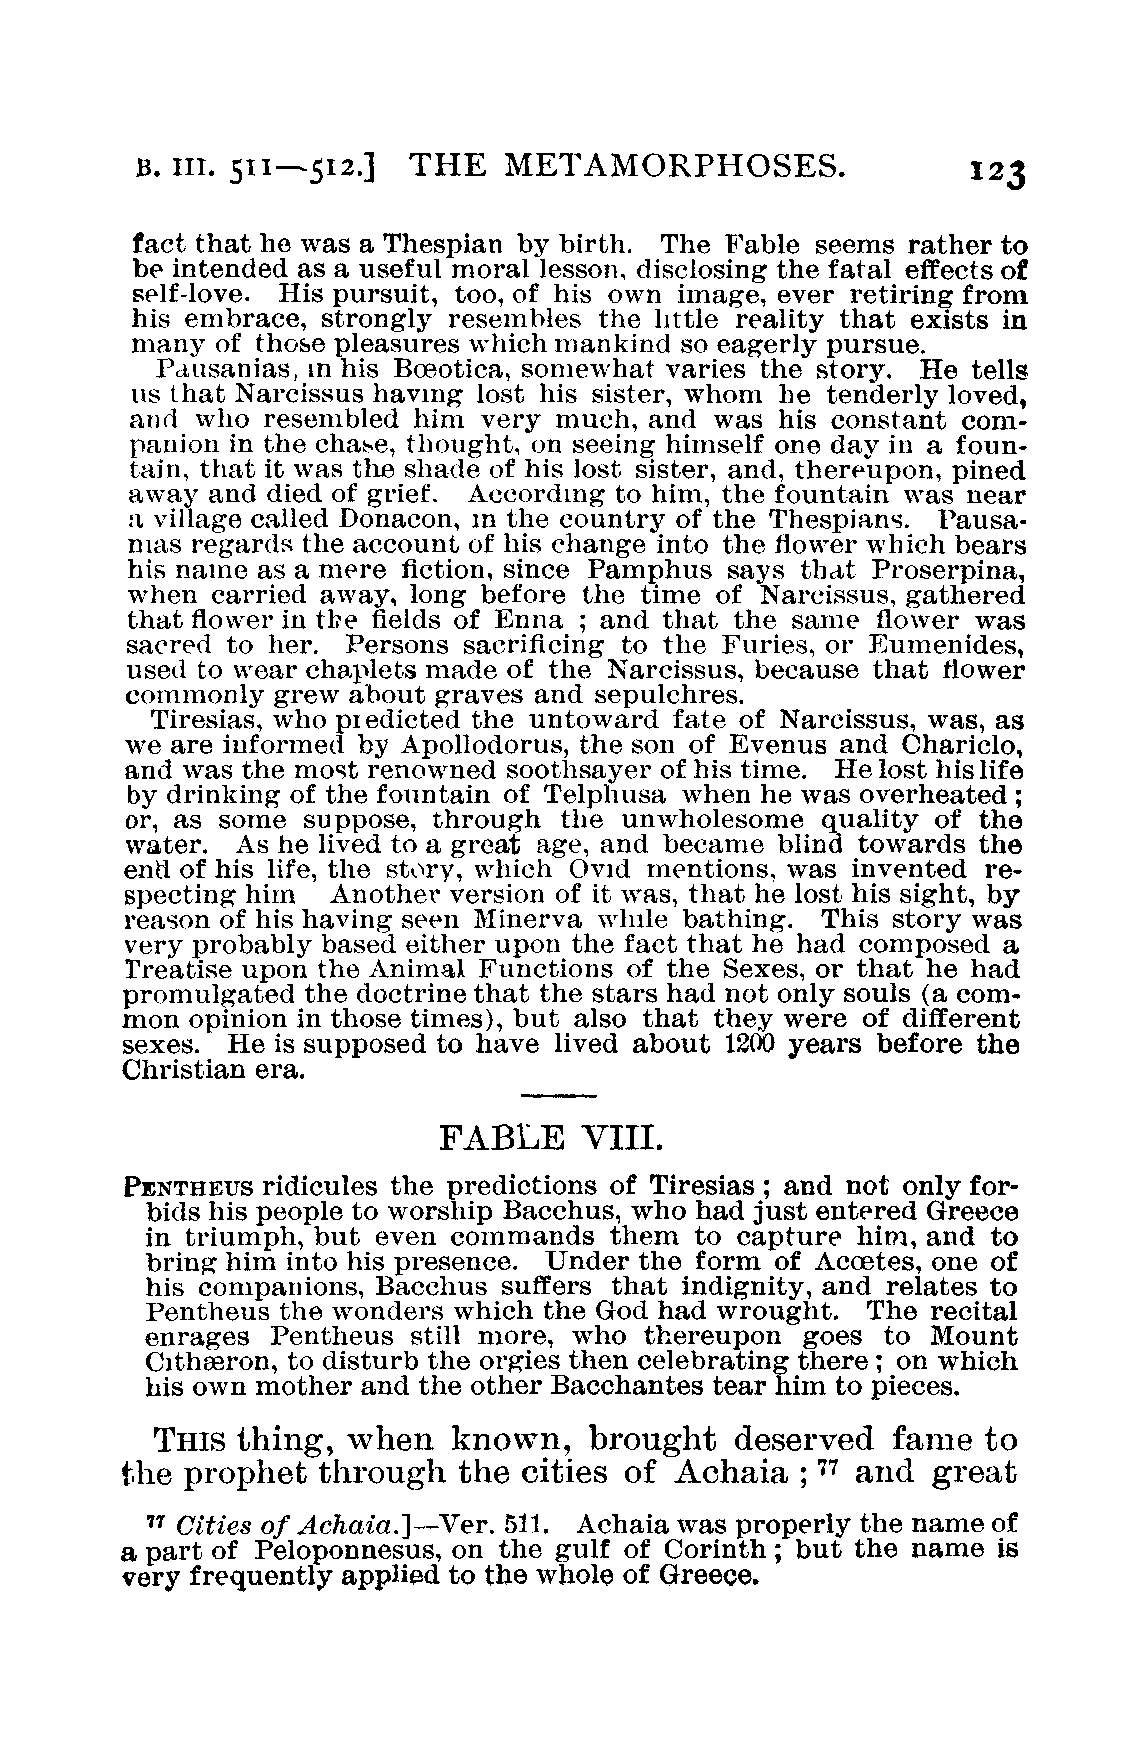 B. III. 511—512.] THE METAMORPHOSES. 123
fact that he was a Thespian by birth. The Fable seems rather to
be intended as a useful moral lesson, disclosing the fatal effects of
self-love. His pursuit, too, of his own image, ever retiring from
his embrace, strongly resembles the little reality that exists in
many of those pleasures which mankind so eagerly pursue.
Pausanias, in his Bœotica, somewhat varies the story. He tells
us that Narcissus having lost his sister, whom he tenderly loved,
and who resembled him very much, and was his constant com-
panion in the chase, thought, on seeing himself one day in a foun-
tain, that it was the shade of his lost sister, and, thereupon, pined
away and died of grief. According to him, the fountain was near
a village called Donacon, in the country of the Thespians. Pausa-
nias regards the account of his change into the flower which bears
his name as a mere fiction, since Pamphus says that Proserpina,
when carried away, long before the time of Narcissus, gathered
that flower in the fields of Enna ; and that the same flower was
sacred to her. Persons sacrificing to the Furies, or Eumenides,
used to wear chaplets made of the Narcissus, because that flower
commonly grew about graves and sepulchres.
Tiresias, who predicted the untoward fate of Narcissus, was, as
we are informed by Apollodorus, the son of Evenus and Chariclo,
and was the most renowned soothsayer of his time. He lost his life
by drinking of the fountain of Telphusa when he was overheated ;
or, as some suppose, through the unwholesome quality of the
water. As he lived to a great age, and became blind towards the
end of his life, the story, which Ovid mentions, was invented re-
specting him Another version of it was, that he lost his sight, by
reason of his having seen Minerva while bathing. This story was
very probably based either upon the fact that he had composed a
Treatise upon the Animal Functions of the Sexes, or that he had
promulgated the doctrine that the stars had not only souls (a com-
mon opinion in those times), but also that they were of different
sexes. He is supposed to have lived about 1200 years before the
Christian era.
FABLE VIII.
PENTHEUS ridicules the predictions of Tiresias ; and not only for-
bids his people to worship Bacchus, who had just entered Greece
in triumph, but even commands them to capture him, and to
bring him into his presence. Under the form of Acœtes, one of
his companions, Bacchus suffers that indignity, and relates to
Pentheus the wonders which the God had wrought. The recital
enrages Pentheus still more, who thereupon goes to Mount
Cithæron, to disturb the orgies then celebrating there ; on which
his own mother and the other Bacchantes tear him to pieces.
THIS thing, when known, brought deserved fame to
the prophet through the cities of Achaia ; 77 and great
77 Cities of Achaia.]—Ver. 511. Achaia was properly the name of
a part of Peloponnesus, on the gulf of Corinth ; but the name is
very frequently applied to the whole of Greece.